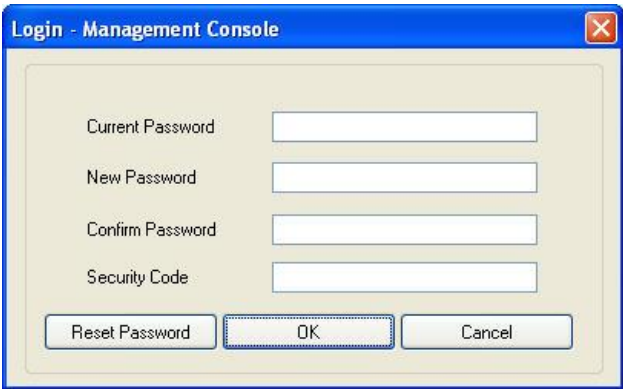 Login - Management Console
Current Password
New Password
Confirm Password
Security Code
Reset Password OK Cancel